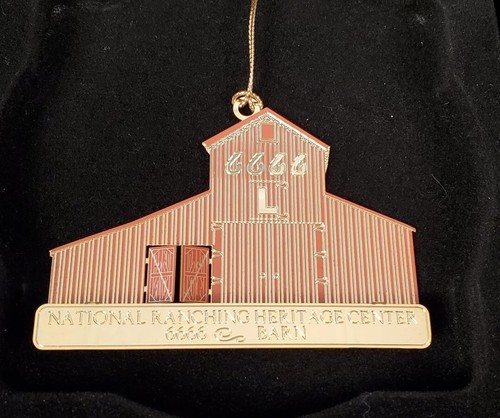 6666
L
NATIONAL RANCHING HERITAGE CENTER
6666 BARN